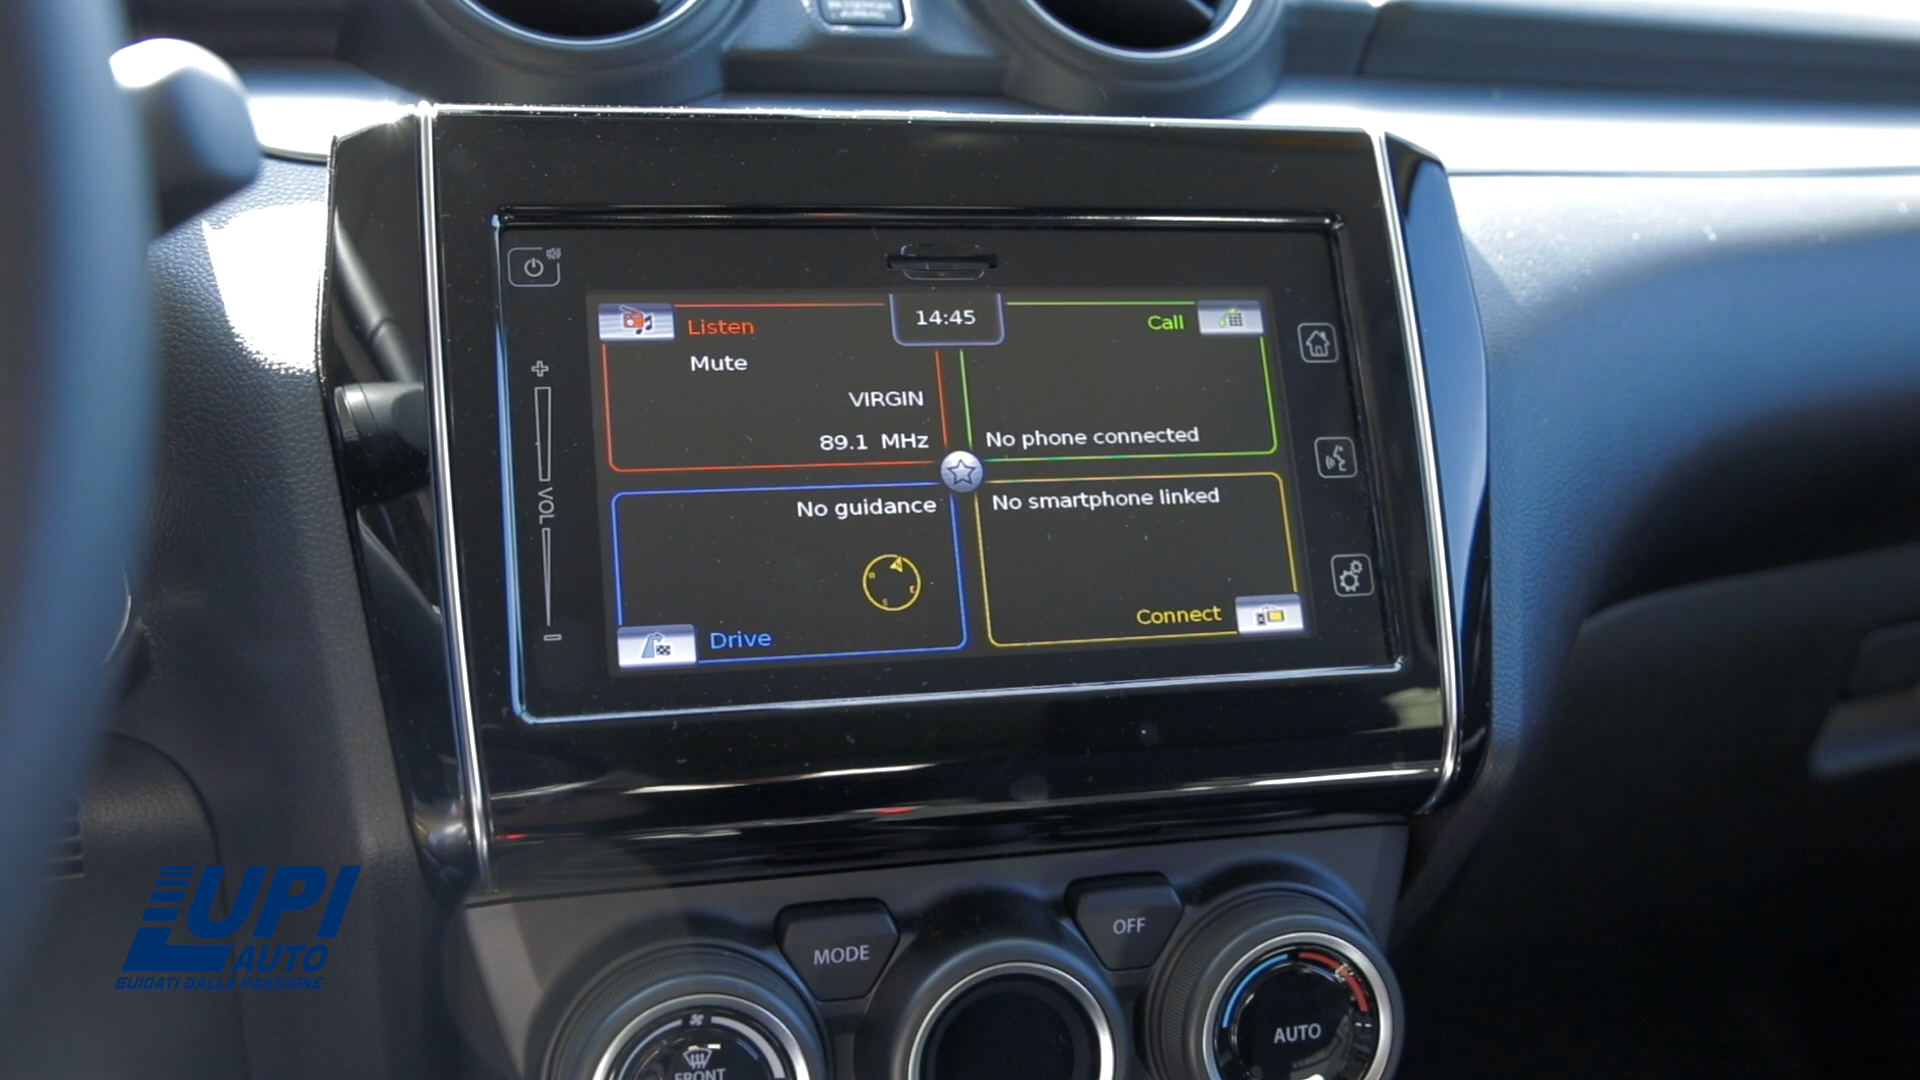 Listen
14:45
Call
Mute
VIRGIN
89.1 MHz
No phone connected
VOL
No guidance
No smartphone linked
Drive
Connect
MODE
OFF
AUTO
FRONT
LUPI
AUTO
GUIDATI DALLA PASSIONE